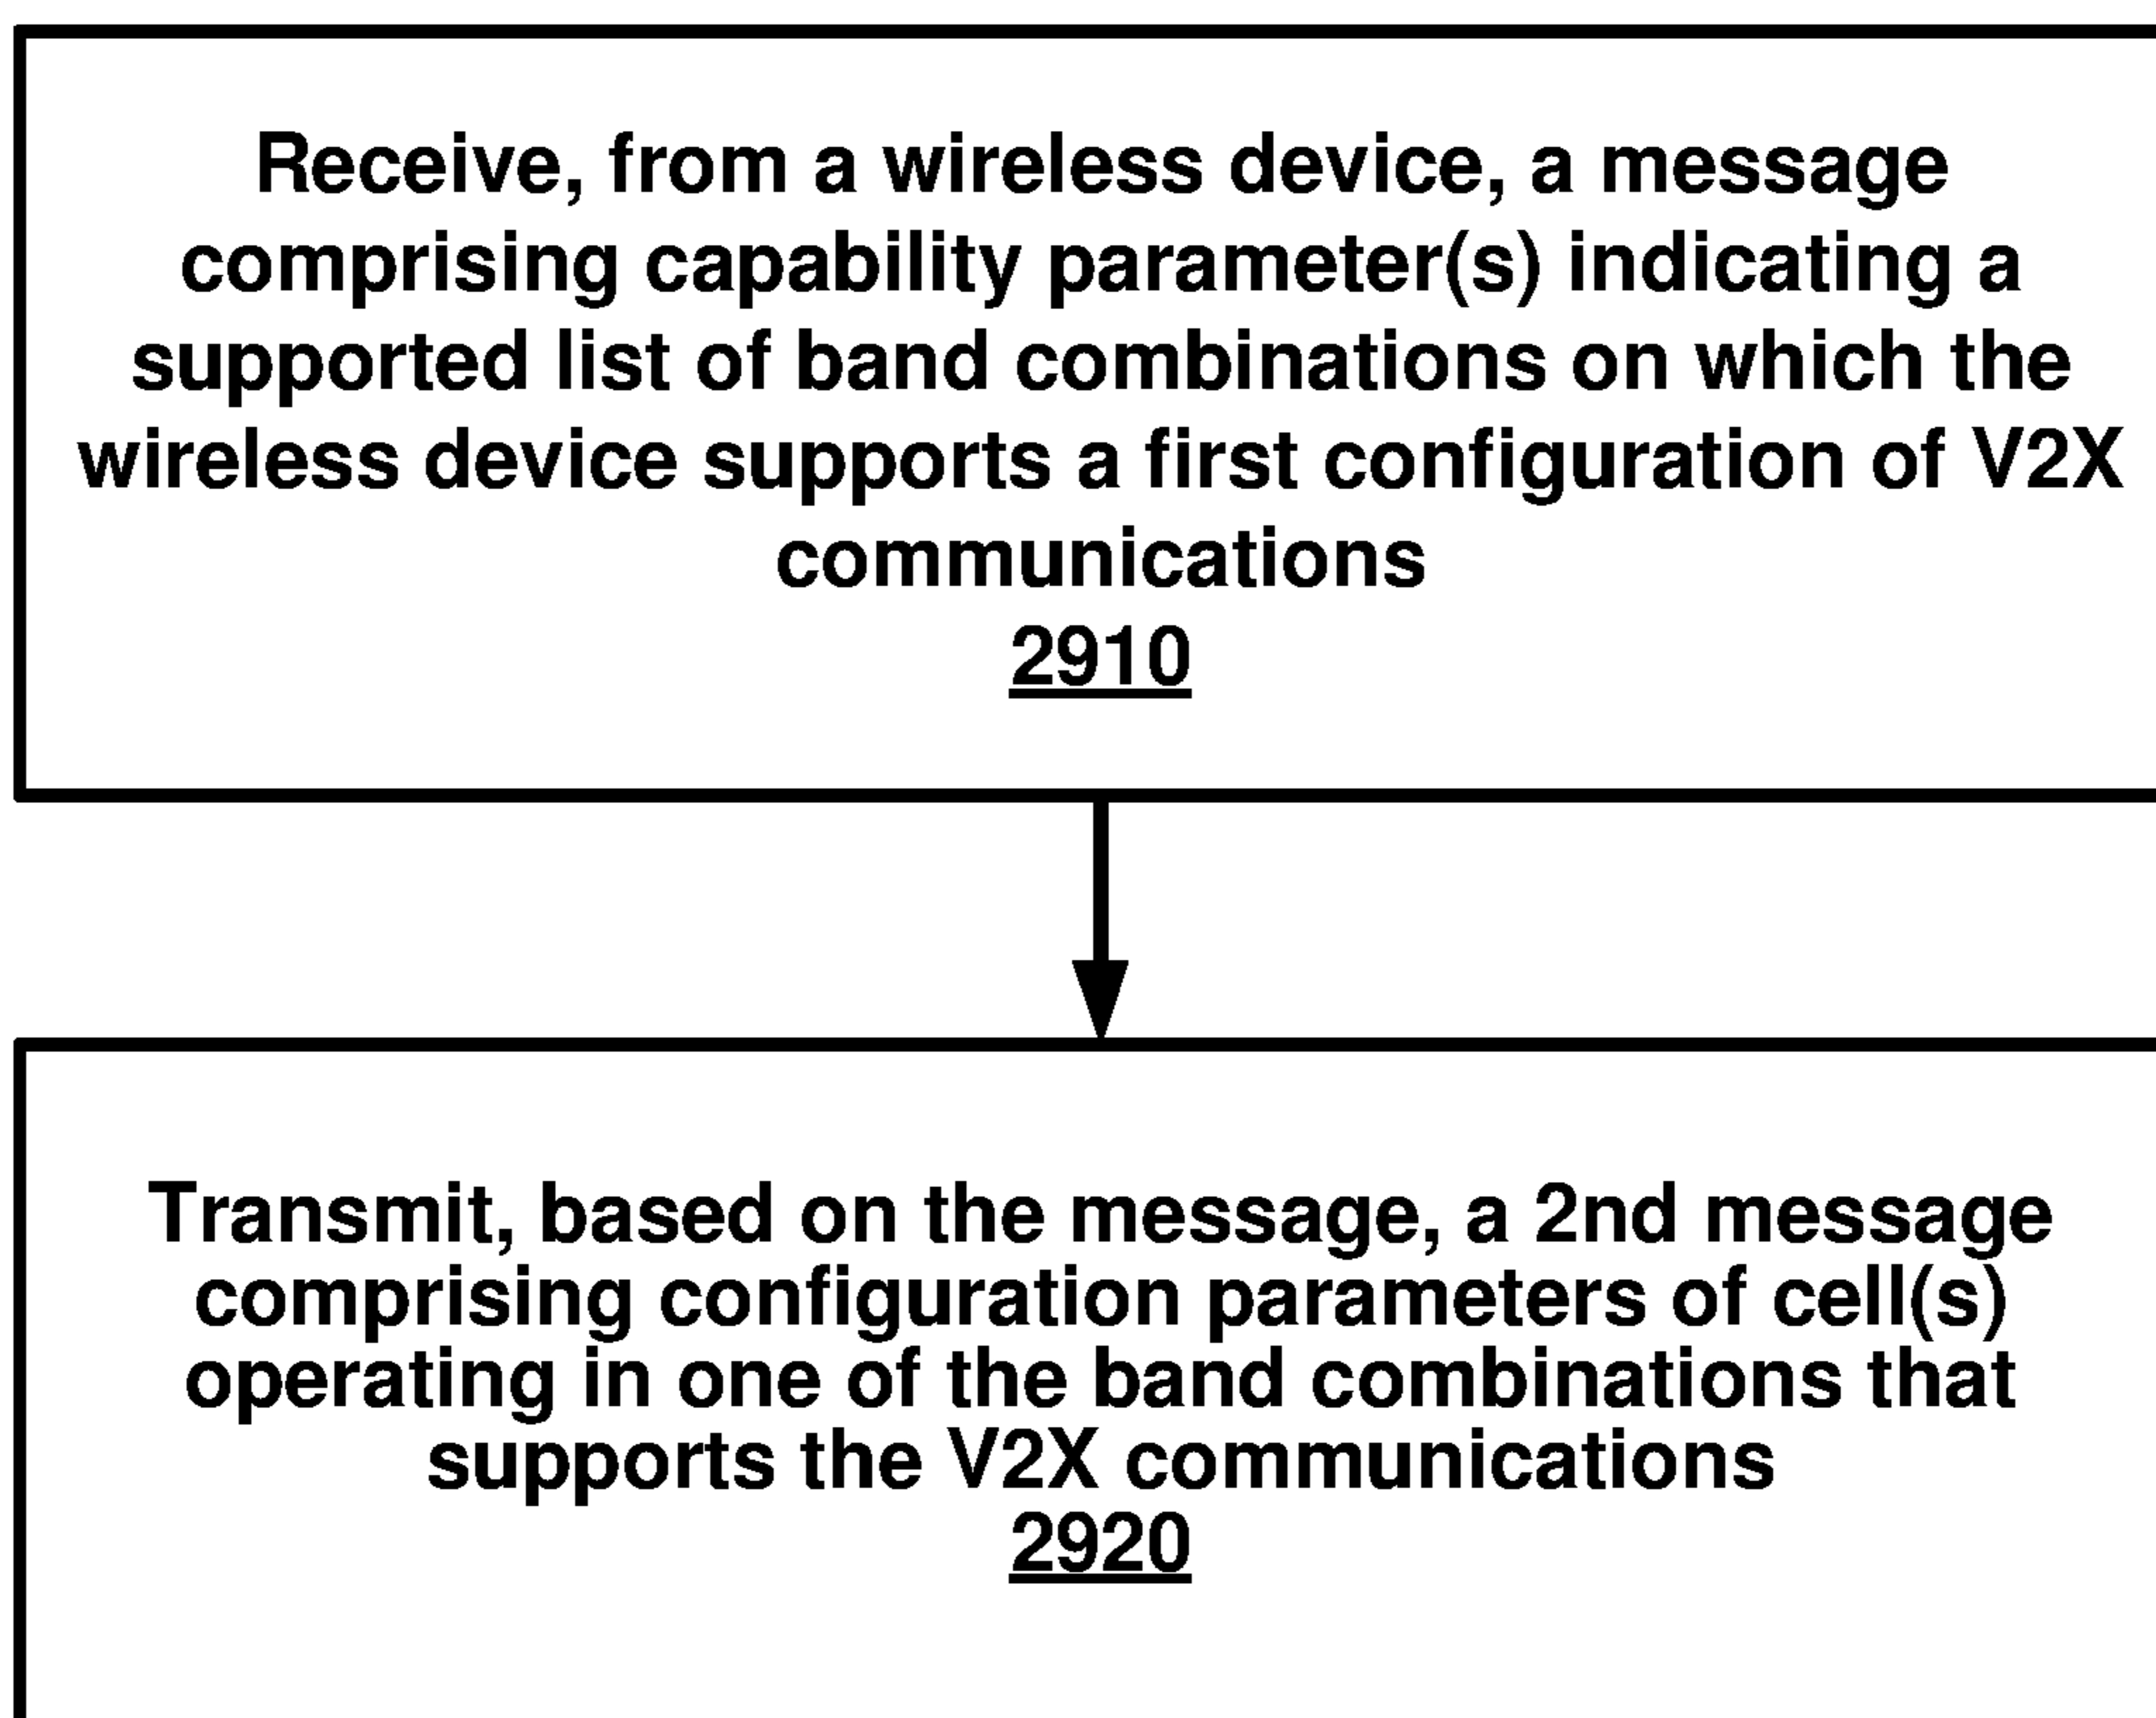 Receive, from a wireless device, a message
comprising capability parameter(s) indicating a
supported list of band combinations on which the
wireless device supports a first configuration of V2X
communications
2910
Transmit, based on the message, a 2nd message
comprising configuration parameters of cell(s)
operating in one of the band combinations that
supports the V2X communications
2920